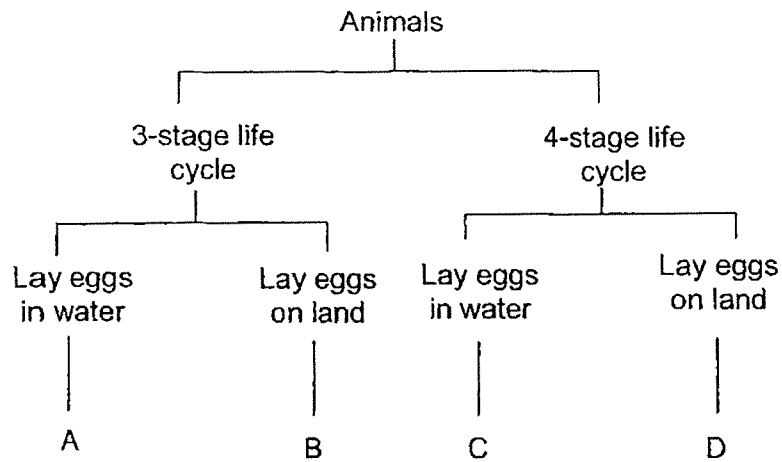 Animals
3-stage life
cycle
4-stage life
cycle
Lay eggs
in water
Lay eggs
on land
Lay eggs
in water
Lay eggs
on land
A
B
C
D